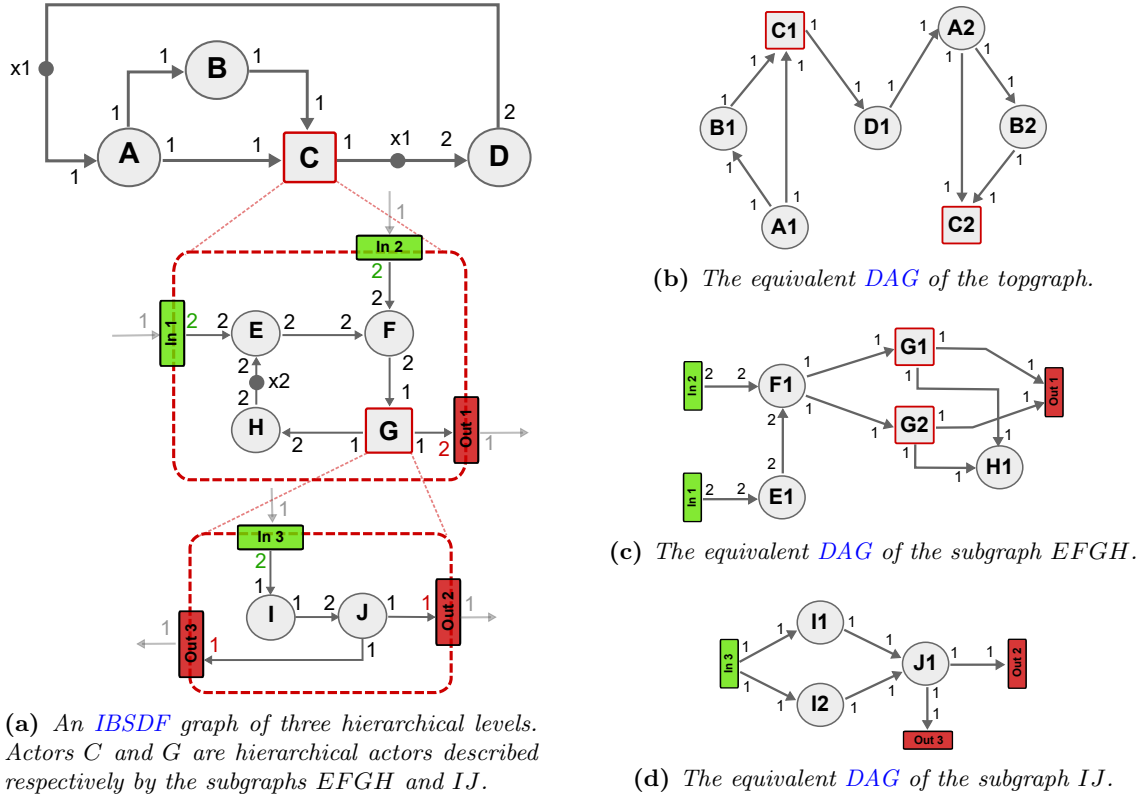 x1
1
1
B
1
1
A
1
1
1
C
1
x1
2
D
2
1
In 2
2
2
1
In 1
2
2
E
2
2
F
2
x2
2
2
1
H
2
1
G
1
2
Out 1
1
1
In 3
2
1
I
1
2
J
1
1
Out 2
1
1
Out 3
1
1
(a) An IBSDF graph of three hierarchical levels.
Actors C and G are hierarchical actors described
respectively by the subgraphs EFGH and IJ.
C1
1
1
1
A2
1
1
1
1
B1
1
D1
1
1
B2
1
1
1
A1
1
1
1
C2
(b) The equivalent DAG of the topgraph.
In 2
2
2
F1
1
1
1
1
G1
1
1
1
Out 1
1
G2
1
1
1
1
H1
2
2
In 1
2
2
E1
(c) The equivalent DAG of the subgraph EFGH.
In 3
1
1
1
1
I1
1
1
I2
1
1
J1
1
1
Out 2
1
1
Out 3
(d) The equivalent DAG of the subgraph IJ.